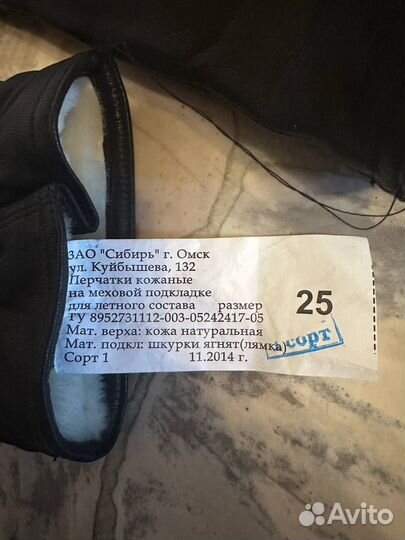 ЗАО "Сибирь" г. Омск
ул. Куйбышева, 132
Перчатки кожаные
на меховой подкладке
для летного состава размер 25
ТУ 8952731112-003-05242417-05
Мат. верха: кожа натуральная
Мат. подкл: шкурки ягнят(лямка)
Сорт 1 11.2014 г.
сорт
Avito